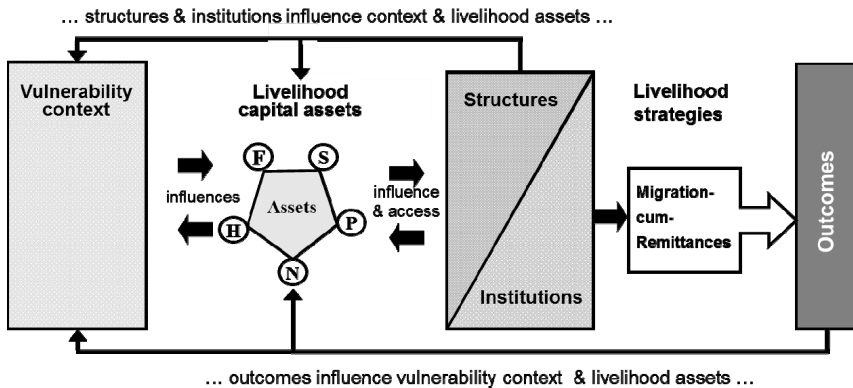 … structures & institutions influence context & livelihood assets …
Vulnerability
context
Livelihood
capital assets
Structures
Livelihood
strategies
F
S
influences
Assets
influence
& access
H
P
N
Migration-
cum-
Remittances
Outcomes
Institutions
… outcomes influence vulnerability context & livelihood assets …